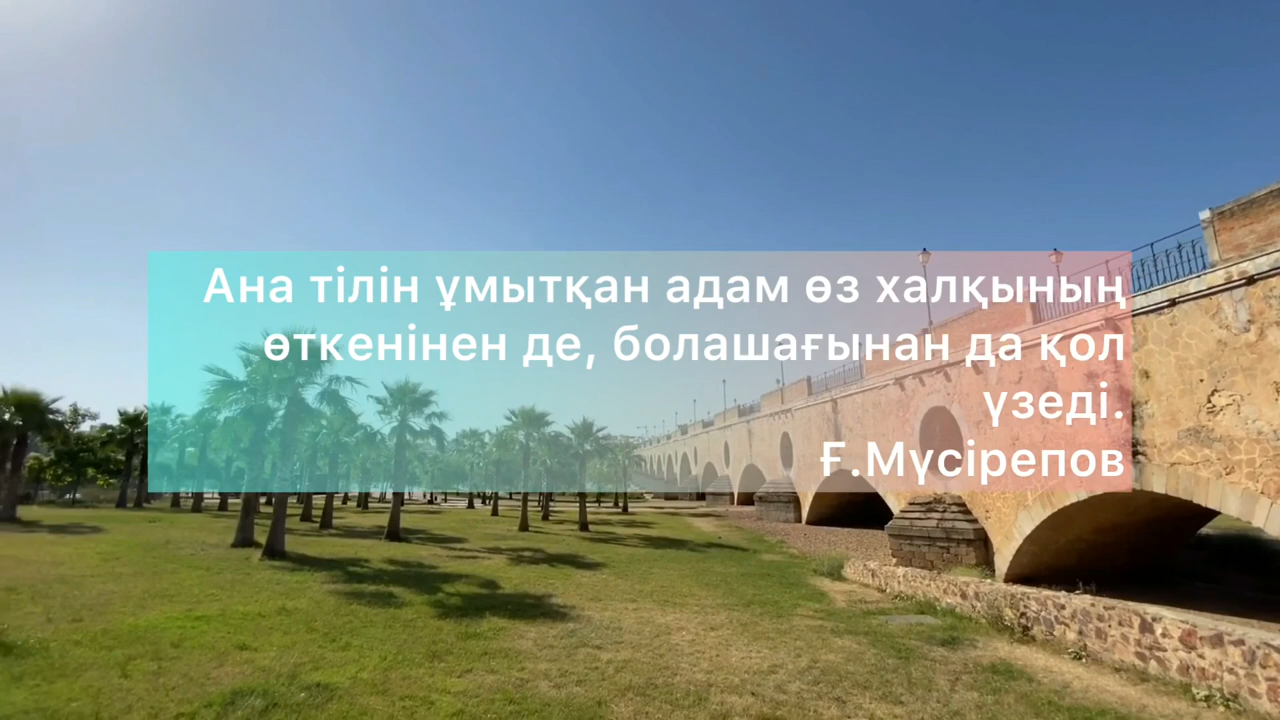 Ана тілін ұмытқан адам өз халқының
өткенінен де, болашағынан да қол
үзеді.
Ғ.Мүсірепов